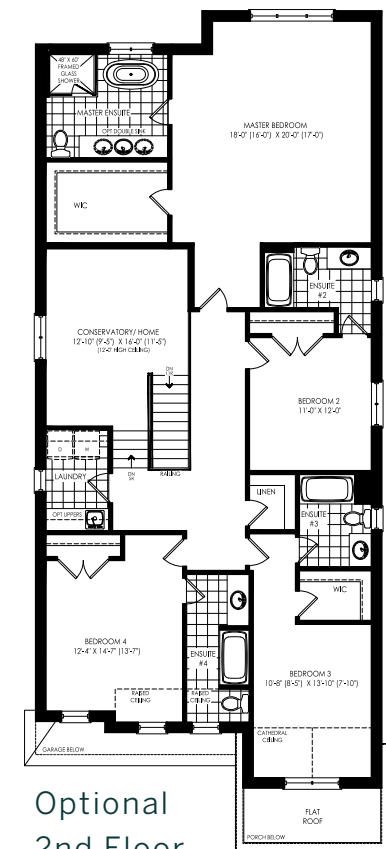 48" X 60"
FRAMED
GLASS
SHOWER
MASTER ENSUITE
OPT DOUBLE SINK
MASTER BEDROOM
18'-0" (16'-0") X 20'-0" (17'-0")
WIC
ENSUITE
#2
CONSERVATORY/ HOME
12'-10" (9'-5") X 16'-0" (11'-5")
(12'-0" HIGH CEILING)
DN
BEDROOM 2
11'-0" X 12'-0"
D W
LAUNDRY
DN
5R
RAILING
OPT UPPERS
LINEN
ENSUITE
#3
WIC
BEDROOM 4
12'-4" X 14'-7" (13'-7")
ENSUITE
#4
BEDROOM 3
10'-8" (8'-5") X 13'-10" (7'-10")
RAISED
CEILING
RAISED
CEILING
CATHEDRAL
CEILING
GARAGE BELOW
FLAT
ROOF
PORCH BELOW
Optional
2nd Floor